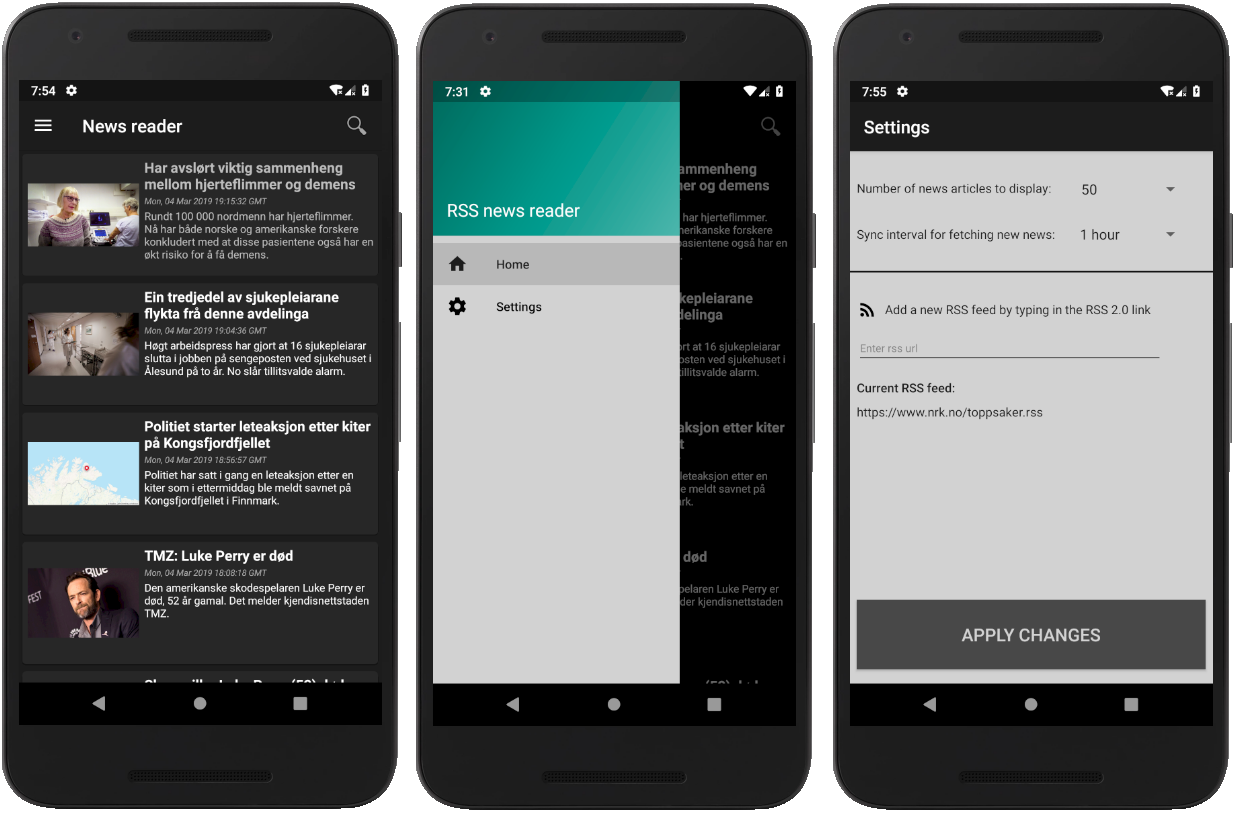 7:54
News reader
Har avslørt viktig sammenheng
mellom hjerteflimmer og demens
Mon, 04 Mar 2019 19:15:32 GMT
Rundt 100 000 nordmenn har hjerteflimmer.
Nå har både norske og amerikanske forskere
konkludert med at disse pasientene også har en
økt risiko for å få demens.
Ein tredjedel av sjukepleiarane
flykta frå denne avdelinga
Mon, 04 Mar 2019 19:04:36 GMT
Høgt arbeidspress har gjort at 16 sjukepleiarar
slutta i jobben på sengeposten ved sjukehuset i
Ålesund på to år. No slår tillitsvalde alarm.
Politiet starter leteaksjon etter kiter
på Kongsfjordfjellet
Mon, 04 Mar 2019 18:56:57 GMT
Politiet har satt i gang en leteaksjon etter en
kiter som i ettermiddag ble meldt savnet på
Kongsfjordfjellet i Finnmark.
TMZ: Luke Perry er død
Mon, 04 Mar 2019 18:08:18 GMT
Den amerikanske skodespelaren Luke Perry er
død, 52 år gamal. Det melder kjendisnettstaden
TMZ.
FEST
7:31
RSS news reader
Home
Settings
ammenheng
er og demens
har hjerteflimmer.
erikanske forskere
pasientene også har en
kepleiarane
delinga
ort at 16 sjukepleiarar
osten ved sjukehuset i
tillitsvalde alarm.
aksjon etter kiter
t
leteaksjon etter en
e meldt savnet på
ark.
død
pelaren Luke Perry er
der kjendisnettstaden
7:55
Settings
Number of news articles to display: 50
Sync interval for fetching new news: 1 hour
Add a new RSS feed by typing in the RSS 2.0 link
Enter rss url
Current RSS feed:
https://www.nrk.no/toppsaker.rss
APPLY CHANGES